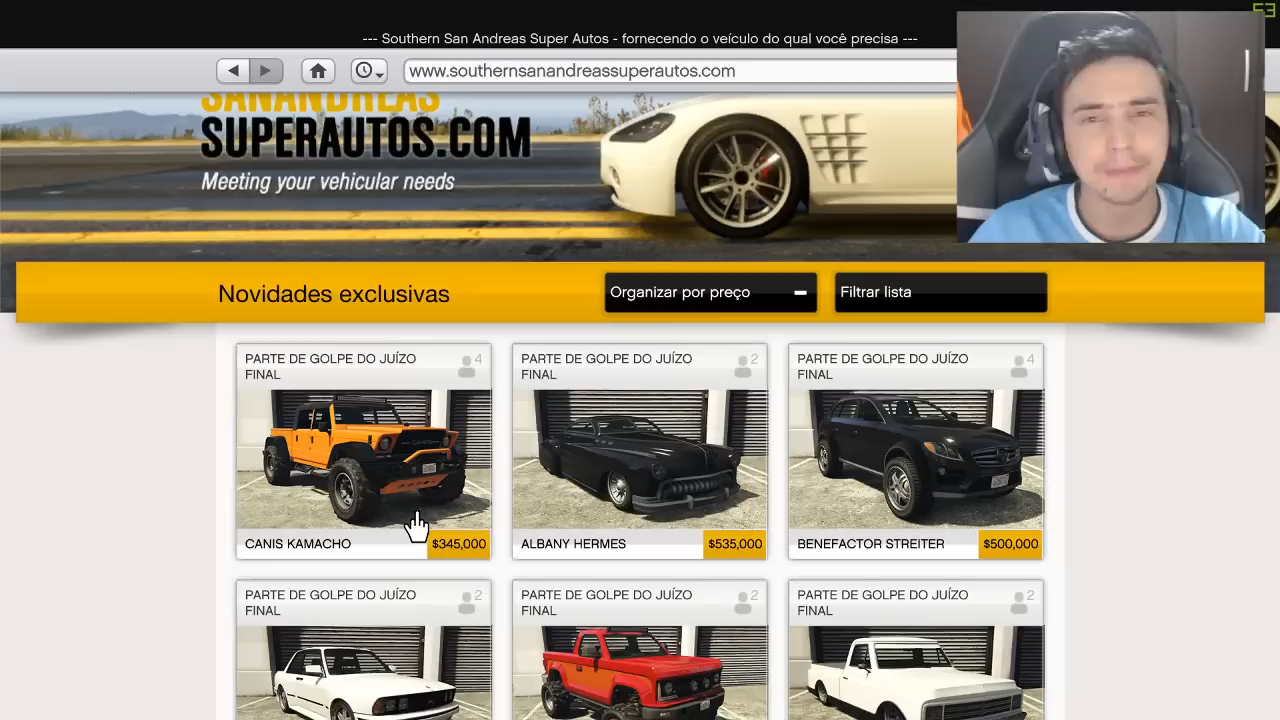 53
--- Southern San Andreas Super Autos - fornecendo o veículo do qual você precisa ---
www.southernsanandreassuperautos.com
SANANDREAS
SUPERAUTOS.COM
Meeting your vehicular needs
Novidades exclusivas
Organizar por preço
Filtrar lista
PARTE DE GOLPE DO JUÍZO FINAL 4
CANIS KAMACHO $345,000
PARTE DE GOLPE DO JUÍZO FINAL 2
ALBANY HERMES $535,000
PARTE DE GOLPE DO JUÍZO FINAL 4
BENEFACTOR STREITER $500,000
PARTE DE GOLPE DO JUÍZO FINAL 2
PARTE DE GOLPE DO JUÍZO FINAL 2
PARTE DE GOLPE DO JUÍZO FINAL 2